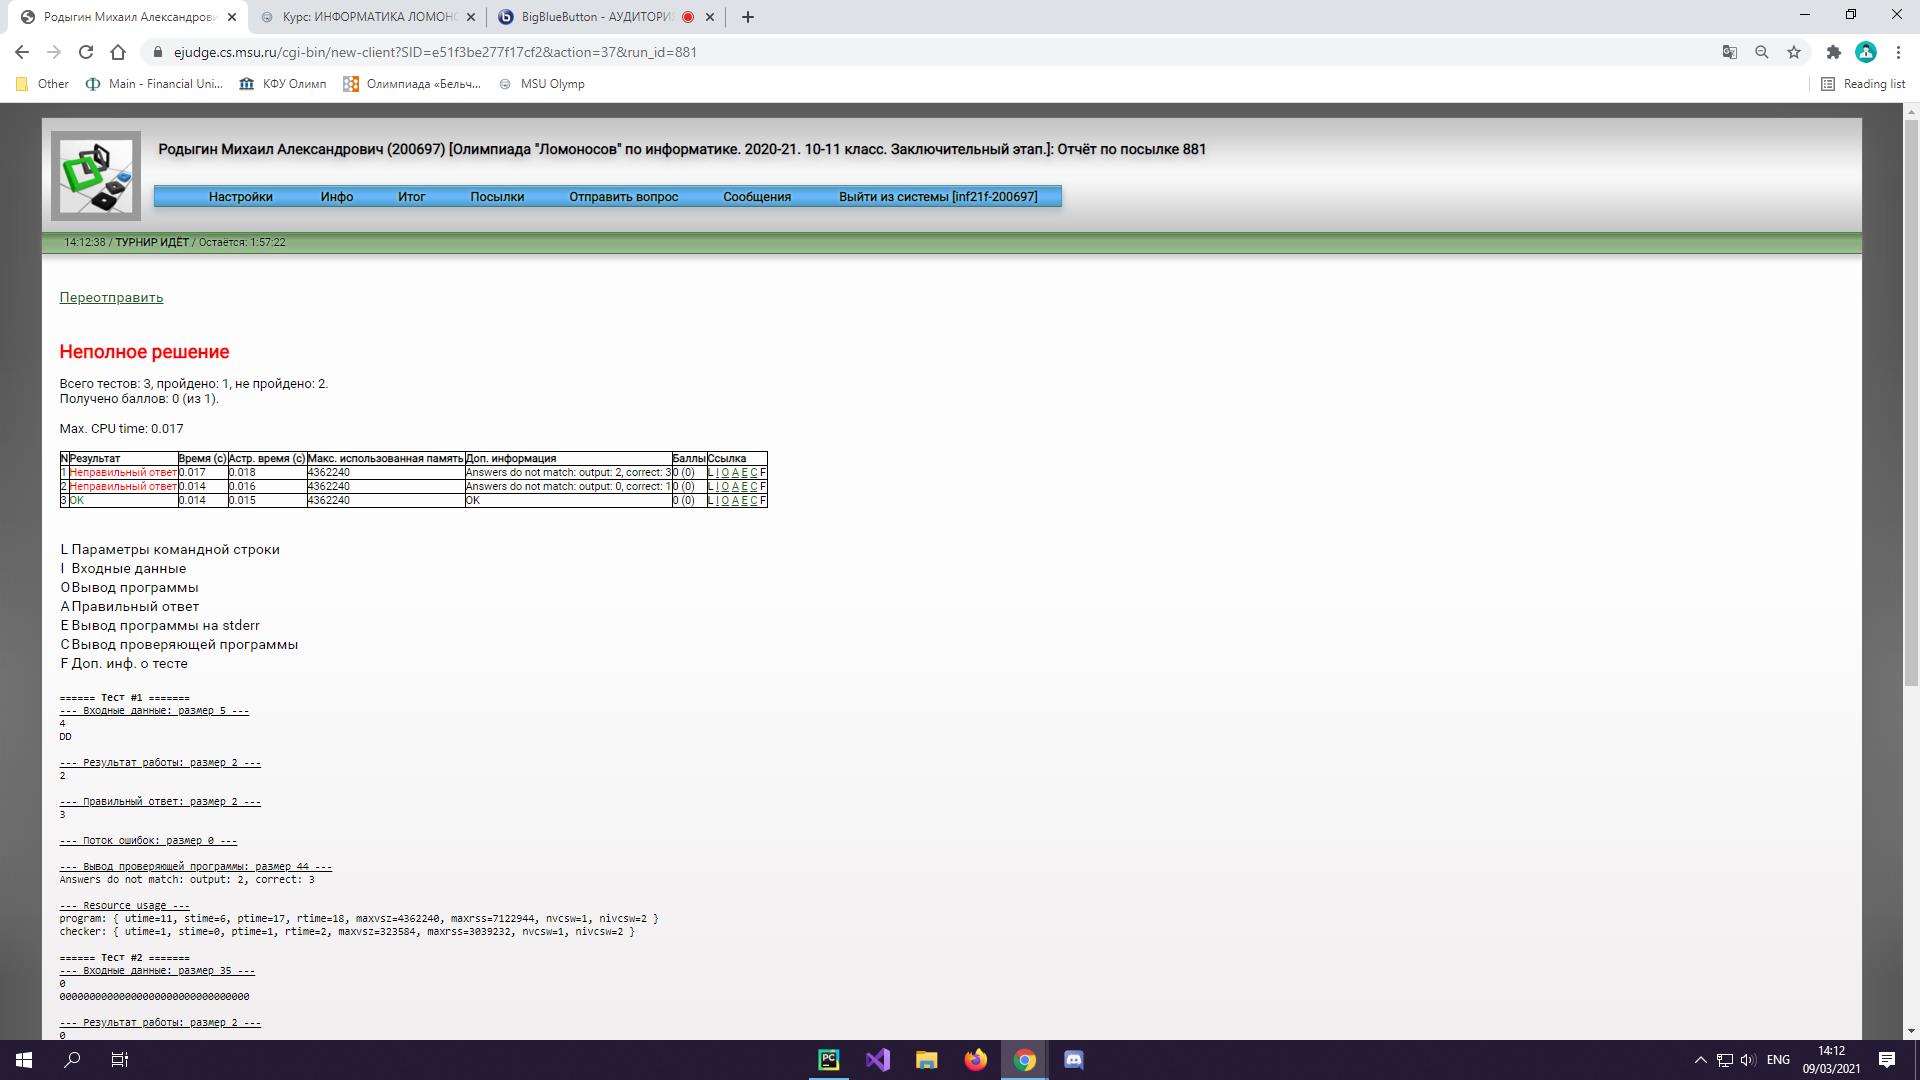 Родыгин Михаил Александрови
Курс: ИНФОРМАТИКА ЛОМОНО
BigBlueButton - АУДИТОРИ
ejudge.cs.msu.ru/cgi-bin/new-client?SID=e51f3be277f17cf2&action=37&run_id=881
Other
Main - Financial Uni...
КФУ Олимп
Олимпиада «Бельч...
MSU Olymp
Reading list
Родыгин Михаил Александрович (200697) [Олимпиада "Ломоносов" по информатике. 2020-21. 10-11 класс. Заключительный этап.]: Отчёт по посылке 881
Настройки Инфо Итог Посылки Отправить вопрос Сообщения Выйти из системы [inf21f-200697]
14:12:38 / ТУРНИР ИДЁТ / Остаётся: 1:57:22
Переотправить
Неполное решение
Всего тестов: 3, пройдено: 1, не пройдено: 2.
Получено баллов: 0 (из 1).
Max. CPU time: 0.017
N Результат Время (с) Астр. время (с) Макс. использованная память Доп. информация Баллы Ссылка
1 Неправильный ответ 0.017 0.018 4362240 Answers do not match: output: 2, correct: 3 0 (0) L I O A E C F
2 Неправильный ответ 0.014 0.016 4362240 Answers do not match: output: 0, correct: 1 0 (0) L I O A E C F
3 OK 0.014 0.015 4362240 OK 0 (0) L I O A E C F
L Параметры командной строки
I Входные данные
O Вывод программы
A Правильный ответ
E Вывод программы на stderr
C Вывод проверяющей программы
F Доп. инф. о тесте
====== Тест #1 =======
--- Входные данные: размер 5 ---
4
DD
--- Результат работы: размер 2 ---
2
--- Правильный ответ: размер 2 ---
3
--- Поток ошибок: размер 0 ---
--- Вывод проверяющей программы: размер 44 ---
Answers do not match: output: 2, correct: 3
--- Resource usage ---
program: { utime=11, stime=6, ptime=17, rtime=18, maxvsz=4362240, maxrss=7122944, nvcsw=1, nivcsw=2 }
checker: { utime=1, stime=0, ptime=1, rtime=2, maxvsz=323584, maxrss=3039232, nvcsw=1, nivcsw=2 }
====== Тест #2 =======
--- Входные данные: размер 35 ---
0
00000000000000000000000000000000
--- Результат работы: размер 2 ---
0
ENG
14:12
09/03/2021